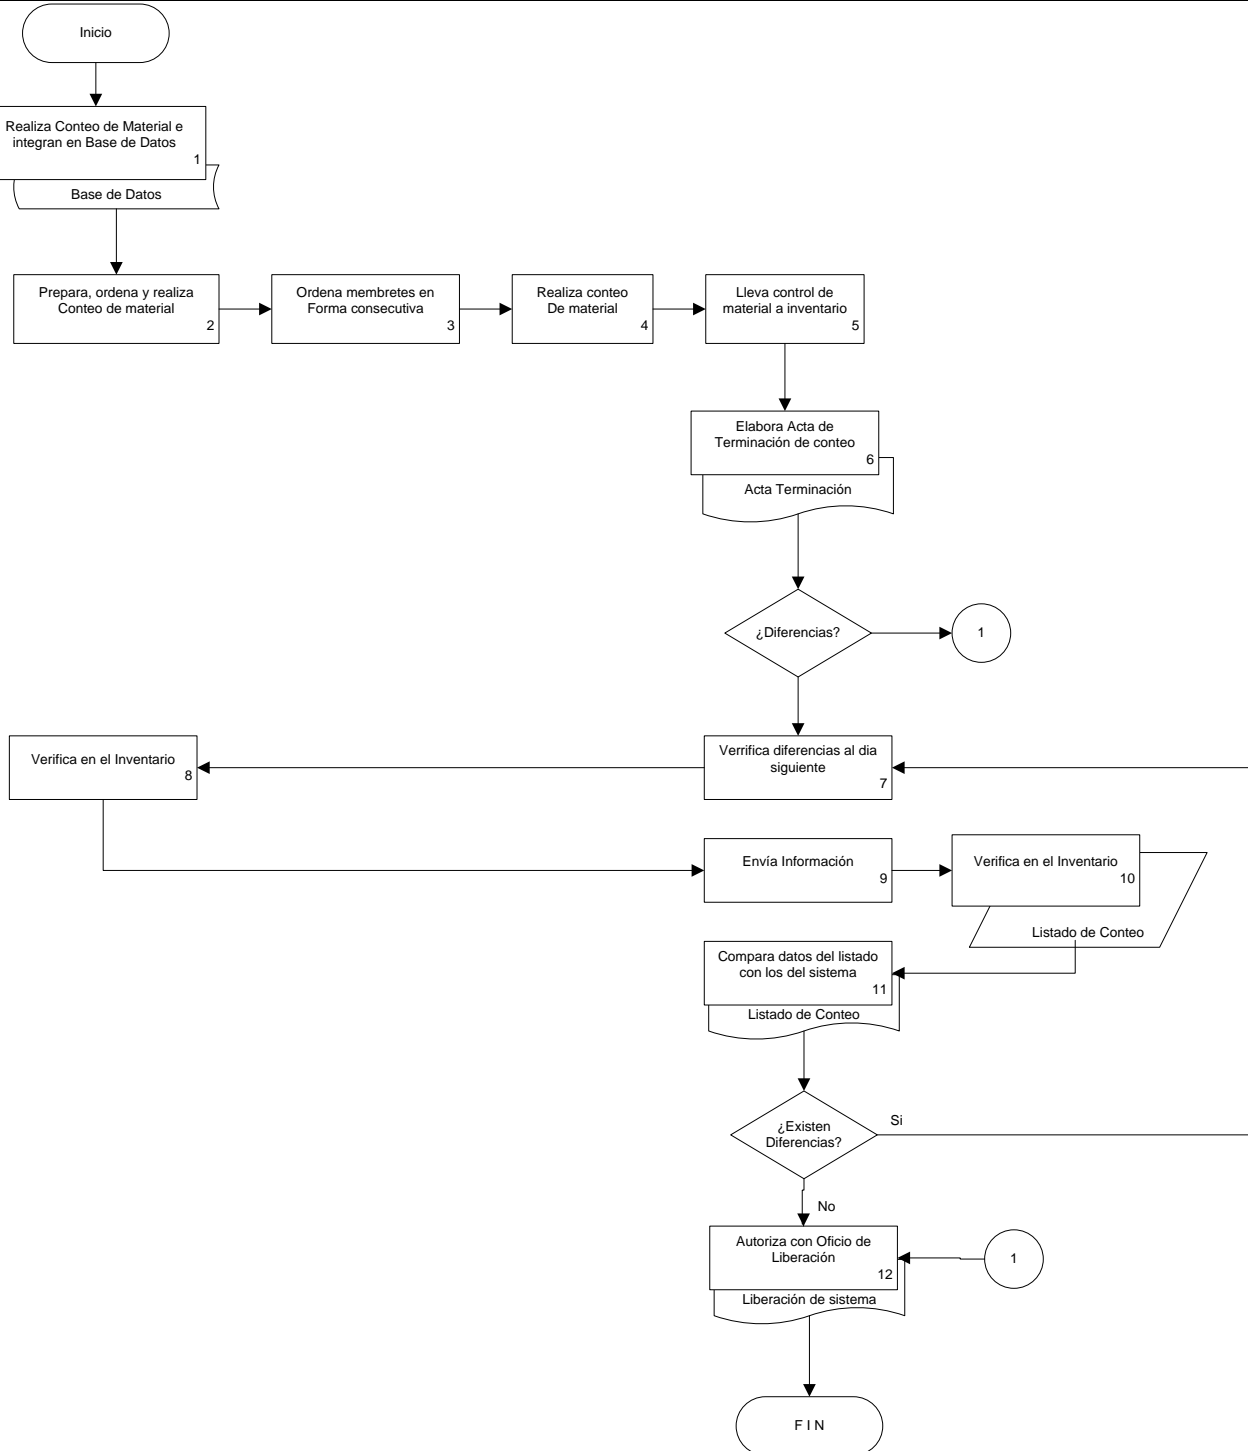 Inicio
Realiza Conteo de Material e
integran en Base de Datos
1
Base de Datos
Prepara, ordena y realiza
Conteo de material
2
Ordena membretes en
Forma consecutiva
3
Realiza conteo
De material
4
Lleva control de
material a inventario
5
Elabora Acta de
Terminación de conteo
6
Acta Terminación
¿Diferencias?
1
Verrifica diferencias al dia
siguiente
7
Verifica en el Inventario
8
Envía Información
9
Verifica en el Inventario
10
Listado de Conteo
Compara datos del listado
con los del sistema
11
Listado de Conteo
¿Existen
Diferencias?
Si
No
Autoriza con Oficio de
Liberación
12
1
Liberación de sistema
F I N